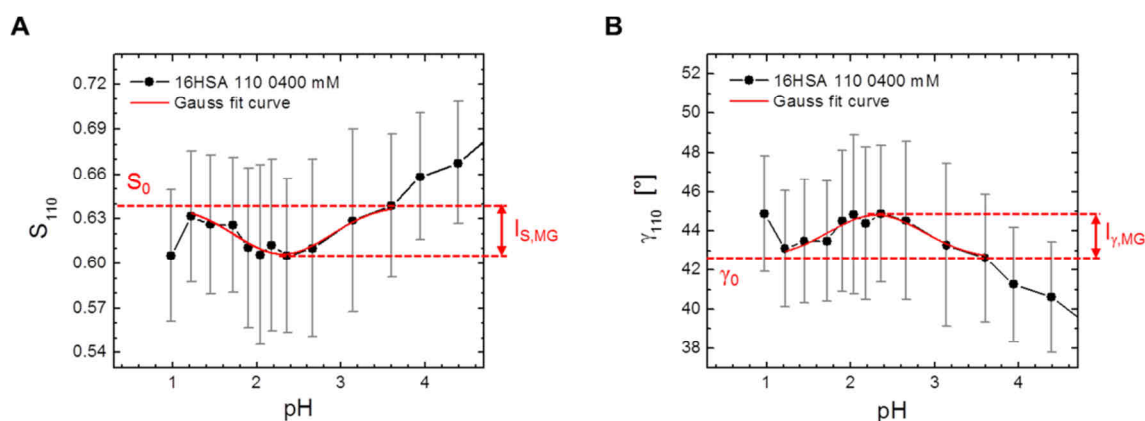 A
0.72
0.69
0.66
0.63
0.60
0.57
0.54
S110
16HSA 110 0400 mM
Gauss fit curve
S0
IS,MG
1 2 3 4
pH
B
52
50
48
46
44
42
40
38
γ110 [°]
16HSA 110 0400 mM
Gauss fit curve
γ0
Iγ,MG
1 2 3 4
pH